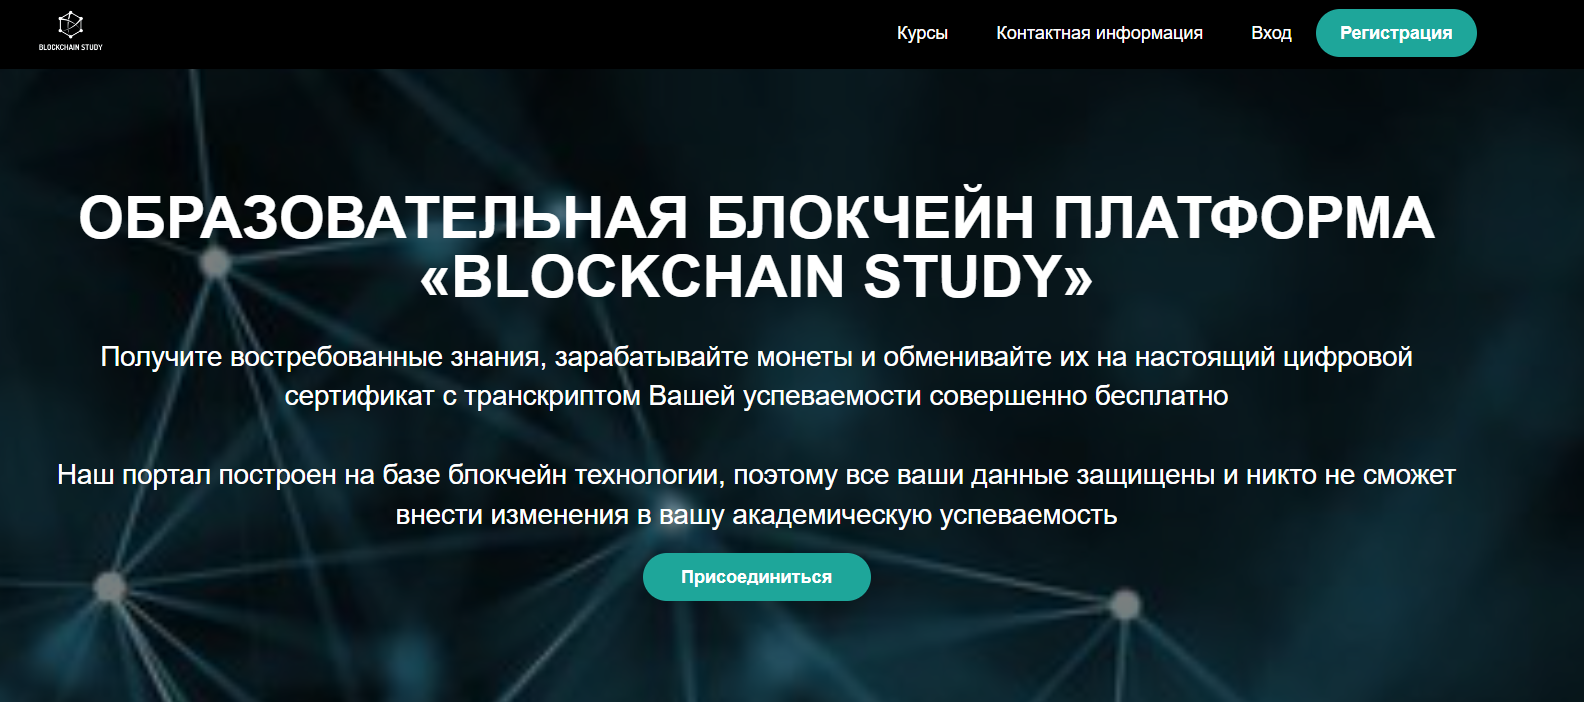 BLOCKCHAIN STUDY
Курсы
Контактная информация
Вход
Регистрация
ОБРАЗОВАТЕЛЬНАЯ БЛОКЧЕЙН ПЛАТФОРМА
«BLOCKCHAIN STUDY»
Получите востребованные знания, зарабатывайте монеты и обменивайте их на настоящий цифровой
сертификат с транскриптом Вашей успеваемости совершенно бесплатно
Наш портал построен на базе блокчейн технологии, поэтому все ваши данные защищены и никто не сможет
внести изменения в вашу академическую успеваемость
Присоединиться